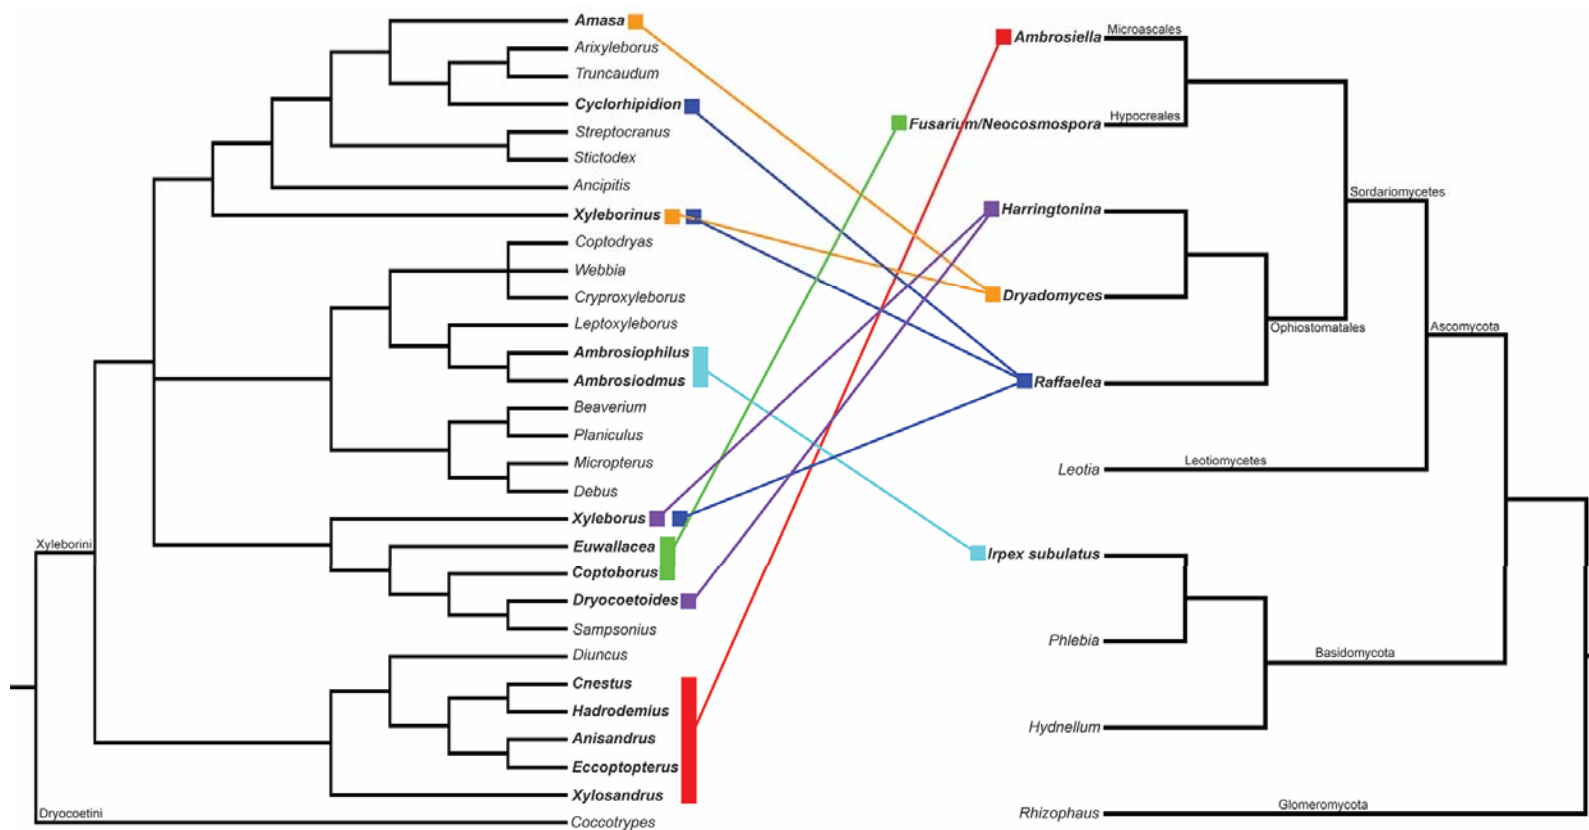 Amasa
Arixyleborus
Truncaudum
Cyclorhipidion
Streptocranus
Stictodex
Ancipitis
Xyleborinus
Coptodryas
Webbia
Cryproxyleborus
Leptoxyleborus
Ambrosiophilus
Ambrosiodmus
Beaverium
Planiculus
Micropterus
Debus
Xyleborus
Euwallacea
Coptoborus
Dryocoetoides
Sampsonius
Diuncus
Cnestus
Hadrodemius
Anisandrus
Eccoptopterus
Xylosandrus
Coccotrypes
Xyleborini
Dryocoetini
Ambrosiella
Microascales
Fusarium/Neocosmospora
Hypocreales
Harringtonina
Dryadomyces
Raffaelea
Leotia
Leotiomycetes
Irpex subulatus
Phlebia
Hydnellum
Rhizophaus
Glomeromycota
Sordariomycetes
Ophiostomatales
Ascomycota
Basidomycota